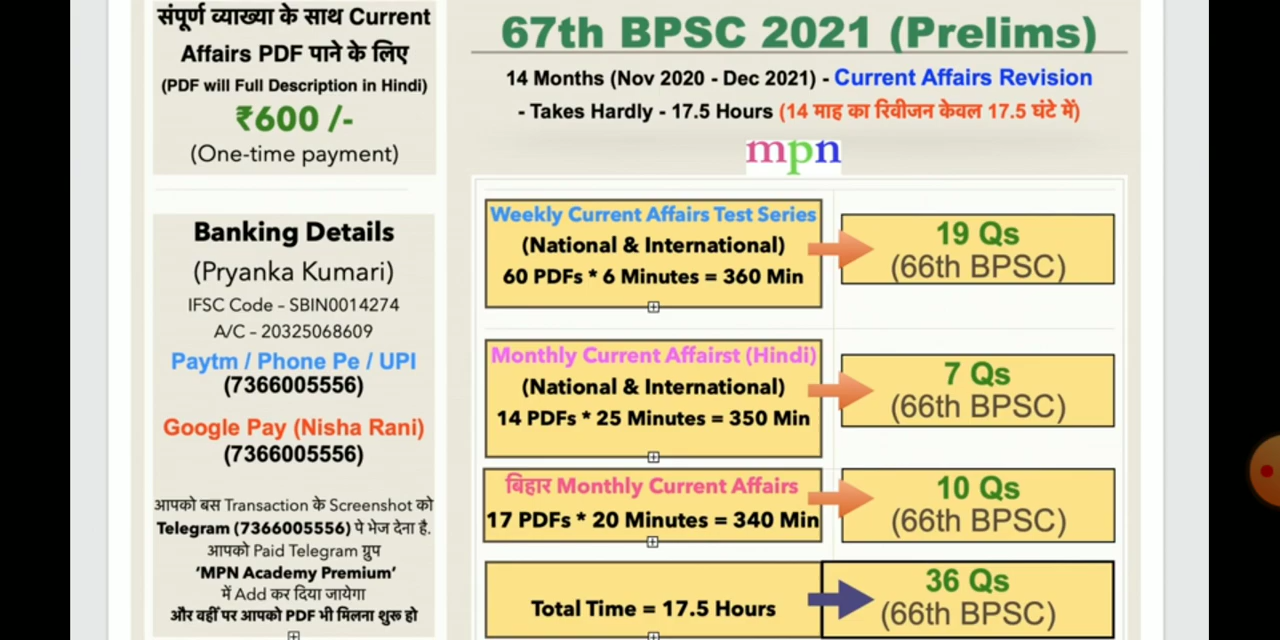 संपूर्ण व्याख्या के साथ Current
Affairs PDF पाने के लिए
(PDF will Full Description in Hindi)
₹600 /-
(One-time payment)
Banking Details
(Pryanka Kumari)
IFSC Code – SBIN0014274
A/C – 20325068609
Paytm / Phone Pe / UPI
(7366005556)
Google Pay (Nisha Rani)
(7366005556)
आपको बस Transaction के Screenshot को
Telegram (7366005556) पे भेज देना है.
आपको Paid Telegram ग्रुप
‘MPN Academy Premium’
में Add कर दिया जायेगा
और वहीं पर आपको PDF भी मिलना शुरू हो
67th BPSC 2021 (Prelims)
14 Months (Nov 2020 - Dec 2021) - Current Affairs Revision
- Takes Hardly - 17.5 Hours (14 माह का रिवीजन केवल 17.5 घंटे में)
mpn
Weekly Current Affairs Test Series
(National & International)
60 PDFs * 6 Minutes = 360 Min
19 Qs
(66th BPSC)
Monthly Current Affairst (Hindi)
(National & International)
14 PDFs * 25 Minutes = 350 Min
7 Qs
(66th BPSC)
बिहार Monthly Current Affairs
17 PDFs * 20 Minutes = 340 Min
10 Qs
(66th BPSC)
Total Time = 17.5 Hours
36 Qs
(66th BPSC)